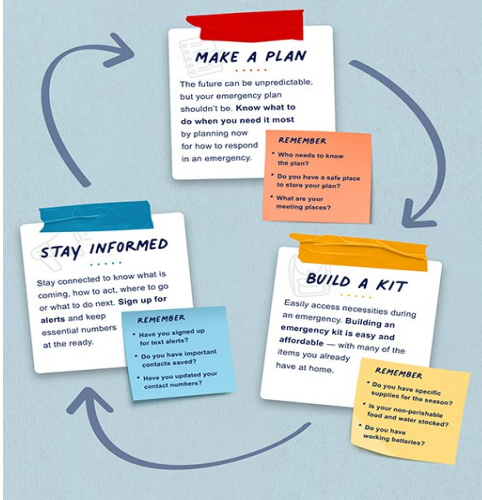 MAKE A PLAN
The future can be unpredictable,
but your emergency plan
shouldn't be. Know what to
do when you need it most
by planning now
for how to respond
in an emergency.
REMEMBER
• Who needs to know
the plan?
• Do you have a safe place
to store your plan?
• What are your
meeting places?
BUILD A KIT
Easily access necessities during
an emergency. Building an
emergency kit is easy and
affordable — with many of the
items you already
have at home.
REMEMBER
• Do you have specific
supplies for the season?
• Is your non-perishable
food and water stocked?
• Do you have
working batteries?
STAY INFORMED
Stay connected to know what is
coming, how to act, where to go
or what to do next. Sign up for
alerts and keep
essential numbers
at the ready.
REMEMBER
• Have you signed up
for text alerts?
• Do you have important
contacts saved?
• Have you updated your
contact numbers?